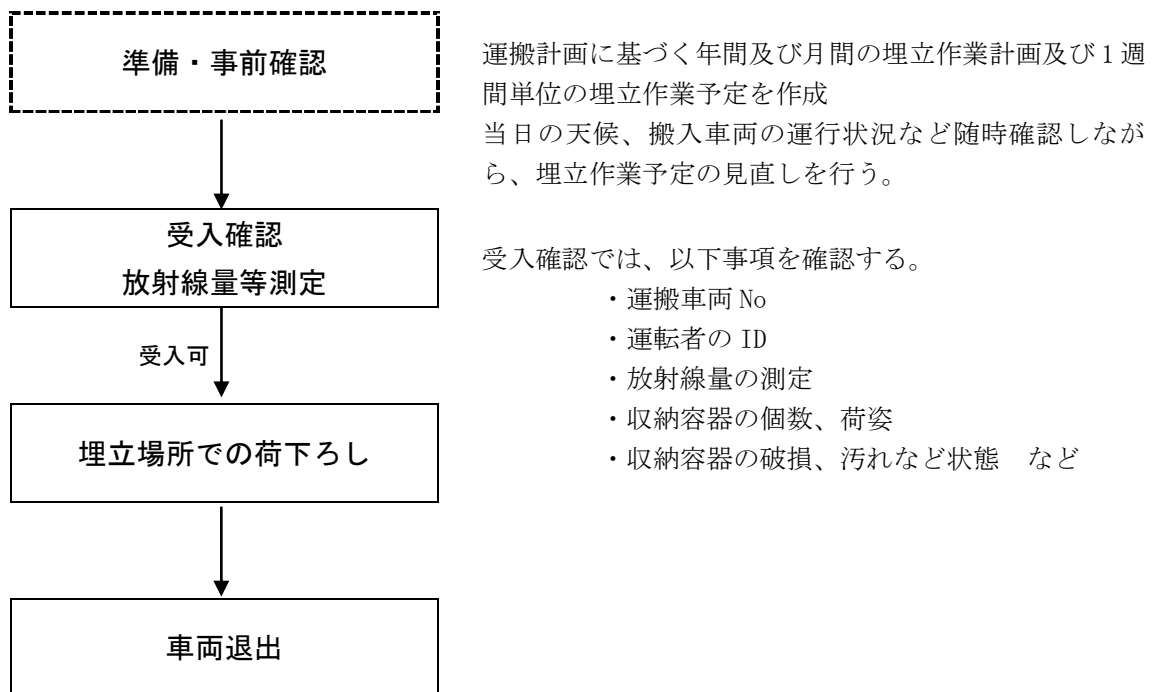 準備・事前確認
運搬計画に基づく年間及び月間の埋立作業計画及び1週
間単位の埋立作業予定を作成
当日の天候、搬入車両の運行状況など随時確認しなが
ら、埋立作業予定の見直しを行う。
受入確認
放射線量等測定
受入確認では、以下事項を確認する。
・運搬車両 No
・運転者の ID
・放射線量の測定
・収納容器の個数、荷姿
・収納容器の破損、汚れなど状態　など
受入可
埋立場所での荷下ろし
車両退出